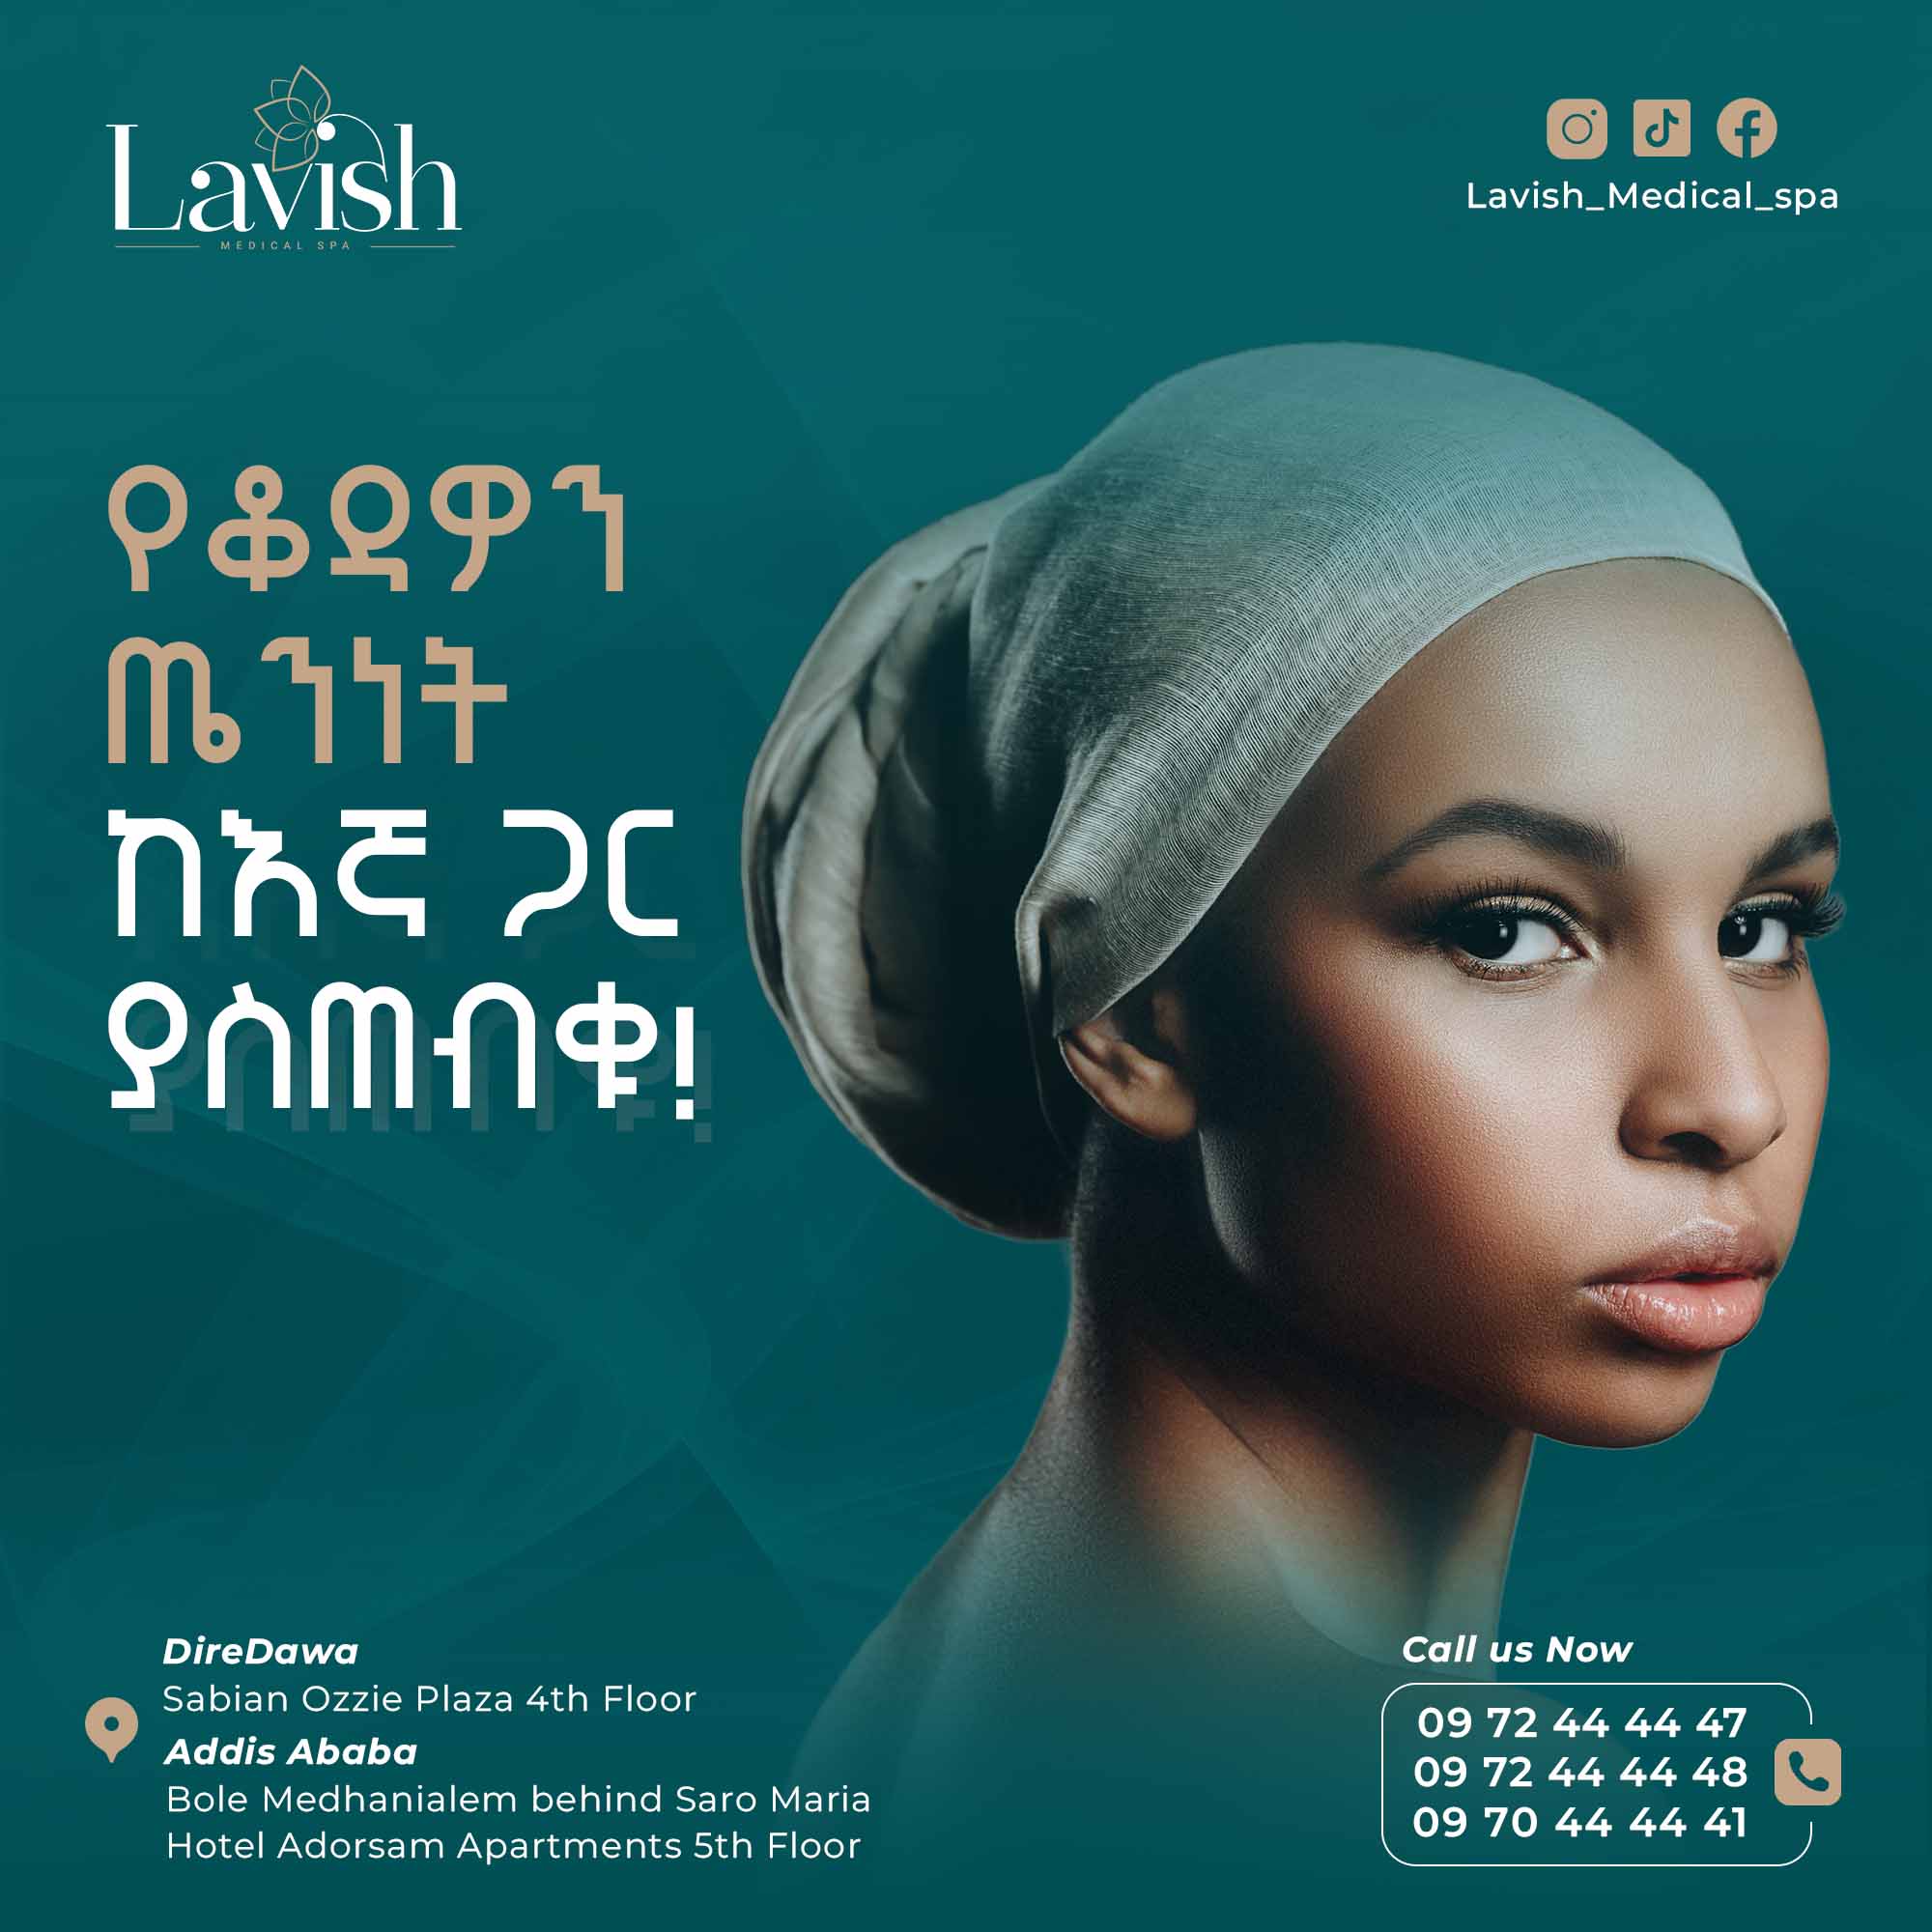 Lavish
MEDICAL SPA
Lavish_Medical_spa
የቆዳዎን
ጤንነት
ከእኛ ጋር
ያስጠብቁ!
DireDawa
Sabian Ozzie Plaza 4th Floor
Addis Ababa
Bole Medhanialem behind Saro Maria
Hotel Adorsam Apartments 5th Floor
Call us Now
09 72 44 44 47
09 72 44 44 48
09 70 44 44 41